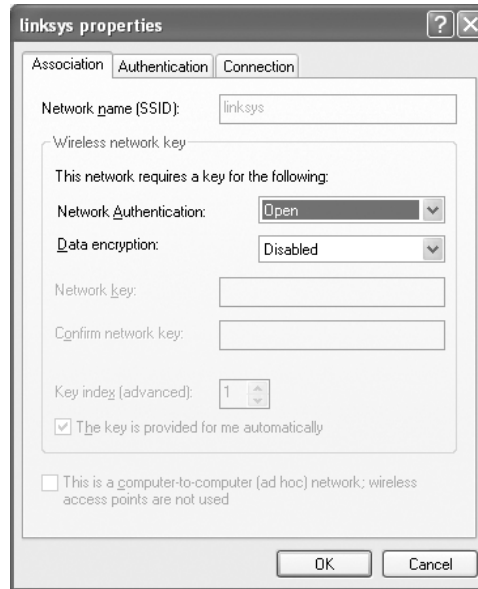 linksys properties
Association Authentication Connection
Network name (SSID): linksys
Wireless network key
This network requires a key for the following:
Network Authentication: Open
Data encryption: Disabled
Network key:
Confirm network key:
Key index (advanced): 1
The key is provided for me automatically
This is a computer-to-computer (ad hoc) network; wireless
access points are not used
OK Cancel